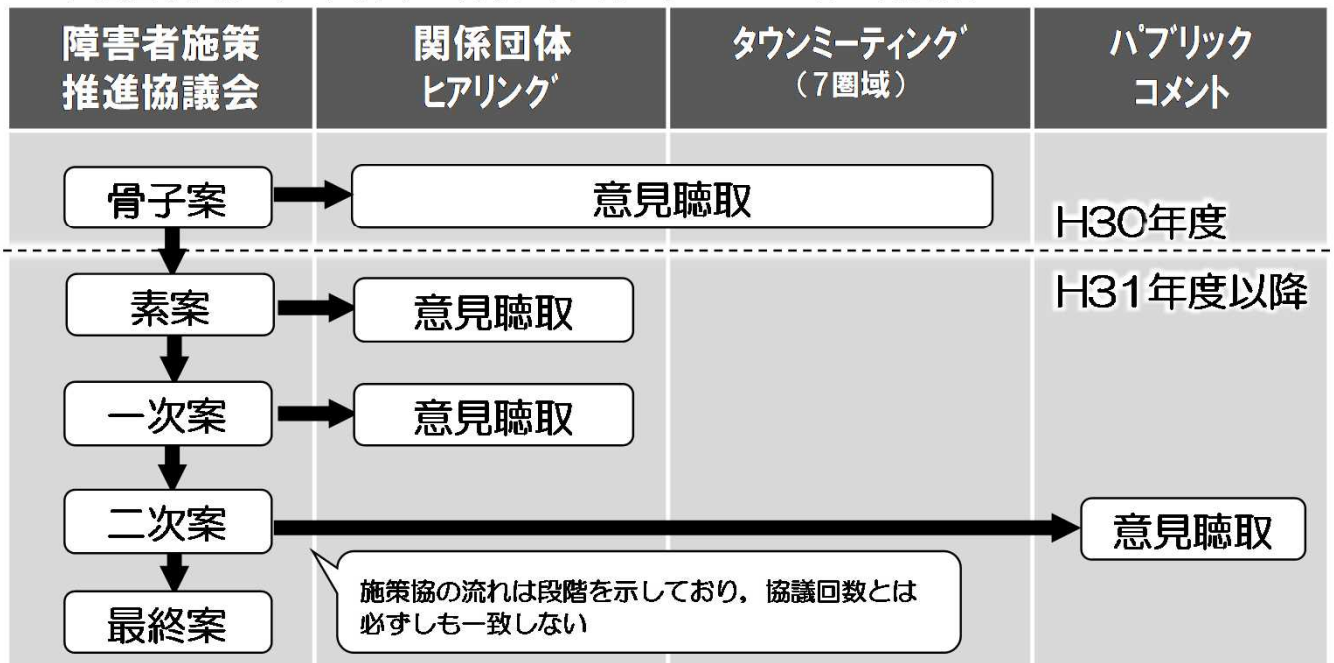 障害者施策
推進協議会
関係団体
ヒアリング
タウンミーティング
(7圏域)
パブリック
コメント
骨子案
意見聴取
H30年度
H31年度以降
素案
意見聴取
一次案
意見聴取
二次案
意見聴取
施策協の流れは段階を示しており，協議回数とは
必ずしも一致しない
最終案